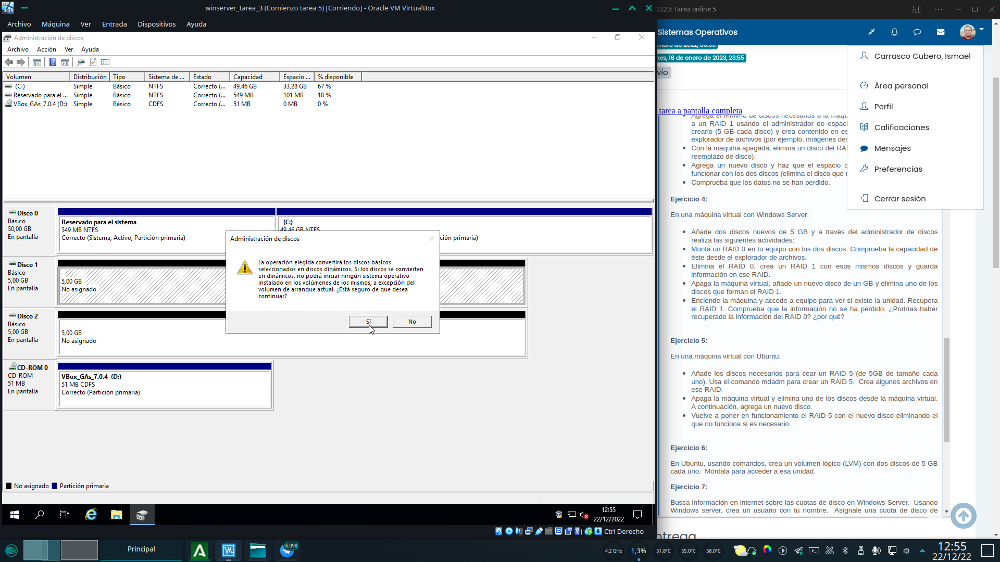 winserver_tarea_3 (Comienzo tarea 5) [Corriendo] - Oracle VM VirtualBox
Archivo Máquina Ver Entrada Dispositivos Ayuda
Administración de discos
Archivo Acción Ver Ayuda
Volumen Distribución Tipo Sistema de ... Estado Capacidad Espacio ... % disponible
(C:) Simple Básico NTFS Correcto (... 49,46 GB 33,28 GB 67 %
Reservado para el ... Simple Básico NTFS Correcto (... 549 MB 101 MB 18 %
VBox_GAs_7.0.4 (D:) Simple Básico CDFS Correcto (... 51 MB 0 MB 0 %
Disco 0
Básico
50,00 GB
En pantalla
Reservado para el sistema
549 MB NTFS
Correcto (Sistema, Activo, Partición primaria)
(C:)
49,46 GB NTFS
ción primaria)
Disco 1
Básico
5,00 GB
En pantalla
5,00 GB
No asignado
Disco 2
Básico
5,00 GB
En pantalla
5,00 GB
No asignado
CD-ROM 0
CD-ROM
51 MB
En pantalla
VBox_GAs_7.0.4 (D:)
51 MB CDFS
Correcto (Partición primaria)
Administración de discos
La operación elegida convertirá los discos básicos
seleccionados en discos dinámicos. Si los discos se convierten
en dinámicos, no podrá iniciar ningún sistema operativo
instalado en los volúmenes de los mismos, a excepción del
volumen de arranque actual. ¿Está seguro de que desea
continuar?
Sí No
No asignado Partición primaria
12:55
22/12/2022
Ctrl Derecho
2223: Tarea online 5
Sistemas Operativos
mbre de 2022, 00:00
nes, 16 de enero de 2023, 23:55
vío
tarea a pantalla completa
Carrasco Cubero, Ismael
Área personal
Perfil
Calificaciones
Mensajes
Preferencias
Cerrar sesión
Agrega el mínimo de discos necesarios a la máqu
a un RAID 1 usando el administrador de espaci
crearlo (5 GB cada disco) y crea contenido en es
explorador de archivos (por ejemplo, imágenes des
Con la máquina apagada, elimina un disco del RAI
reemplazo de disco).
Agrega un nuevo disco y haz que el espacio d
funcionar con los dos discos (elimina el disco que n
Comprueba que los datos no se han perdido.
Ejercicio 4:
En una máquina virtual con Windows Server:
Añade dos discos nuevos de 5 GB y a través del administrador de discos
realiza las siguientes actividades:
Monta un RAID 0 en tu equipo con los dos discos. Comprueba la capacidad de
éste desde el explorador de archivos.
Elimina el RAID 0, crea un RAID 1 con esos mismos discos y guarda
información en ese RAID.
Apaga la máquina virtual, añade un nuevo disco de un GB y elimina uno de los
discos que forman el RAID 1.
Enciende la máquina y accede a equipo para ver si existe la unidad. Recupera
el RAID 1. Comprueba que la información no se ha perdido. ¿Podrías haber
recuperado la información del RAID 0? ¿por qué?
Ejercicio 5:
En una máquina virtual con Ubuntu:
Añade los discos necesarios para cear un RAID 5 (de 5GB de tamaño cada
uno). Usa el comando mdadm para crear un RAID 5. Crea algunos archivos en
ese RAID.
Apaga la máquina virtual y elimina uno de los discos desde la máquina virtual.
A continuación, agrega un nuevo disco.
Vuelve a poner en funcionamiento el RAID 5 con el nuevo disco eliminando el
que no funciona si es necesario.
Ejercicio 6:
En Ubuntu, usando comandos, crea un volumen lógico (LVM) con dos discos de 5 GB
cada uno. Móntala para acceder a esa unidad.
Ejercicio 7:
Busca información en internet sobre las cuotas de disco en Windows Server. Usando
Windows server, crea un usuario con tu nombre. Asígnale una cuota de disco de
ntrega
Principal
6.098
4,2 GHz 1,3% 51,8°C 55,0°C 58,0°C
12:55
22/12/22